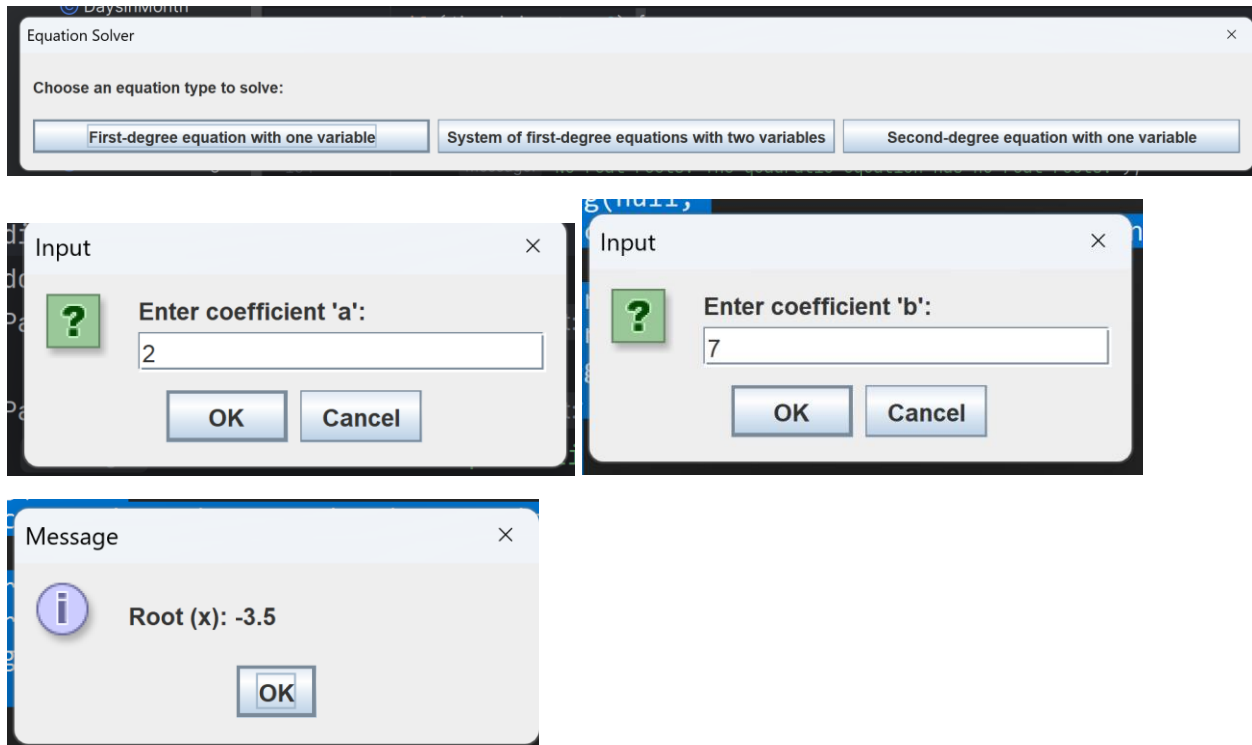 DaysInMonth
Equation Solver
Choose an equation type to solve:
First-degree equation with one variable
System of first-degree equations with two variables
Second-degree equation with one variable
g(null,
Input
Enter coefficient 'a':
2
OK
Cancel
Input
Enter coefficient 'b':
7
OK
Cancel
Message
Root (x): -3.5
OK